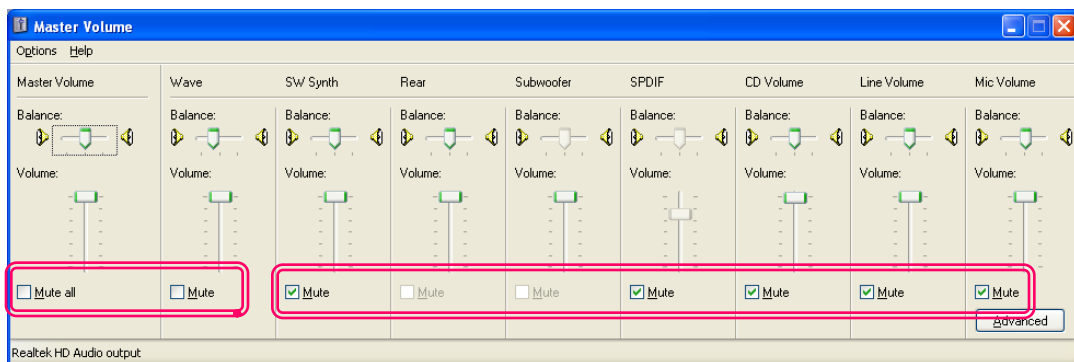 Master Volume
Options Help
Master Volume Wave SW Synth Rear Subwoofer SPDIF CD Volume Line Volume Mic Volume
Balance: Balance: Balance: Balance: Balance: Balance: Balance: Balance: Balance:
Volume: Volume: Volume: Volume: Volume: Volume: Volume: Volume: Volume:
Mute all Mute Mute Mute Mute Mute Mute Mute Mute
Advanced
Realtek HD Audio output